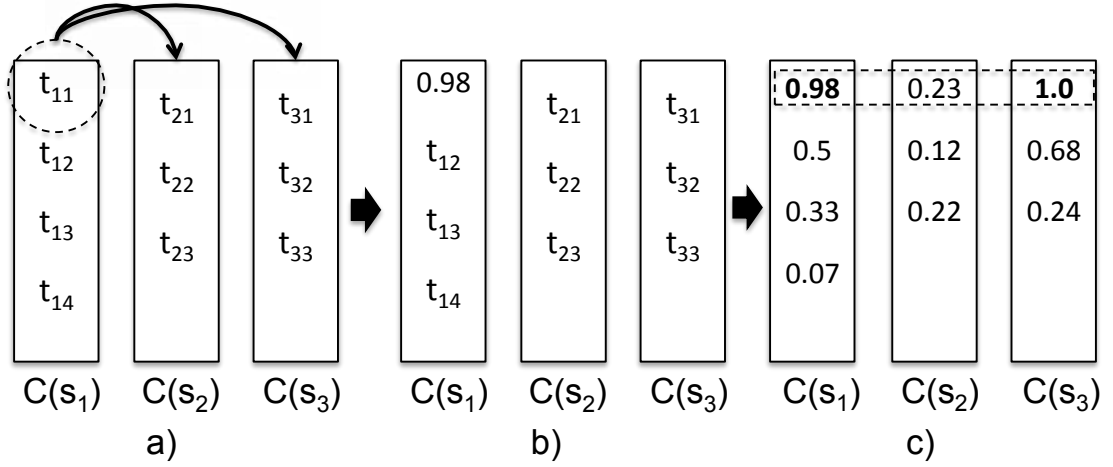 t11 0.98 0.98 0.23 1.0
t21 t31 t21 t31
t12 t12 0.5 0.12 0.68
t22 t32 t22 t32
t13 t13 0.33 0.22 0.24
t23 t33 t23 t33
t14 t14 0.07
C(s1) C(s2) C(s3) C(s1) C(s2) C(s3) C(s1) C(s2) C(s3)
a) b) c)